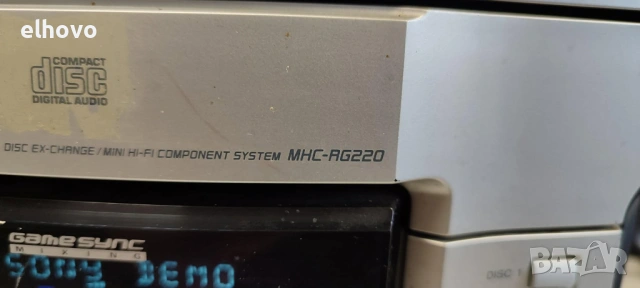 elhovo
COMPACT
disc
DIGITAL AUDIO
DISC EX-CHANGE/MINI HI-FI COMPONENT SYSTEM MHC-RG220
GAME SYNC
MIXING
SONY DEMO
DISC 1
bazar